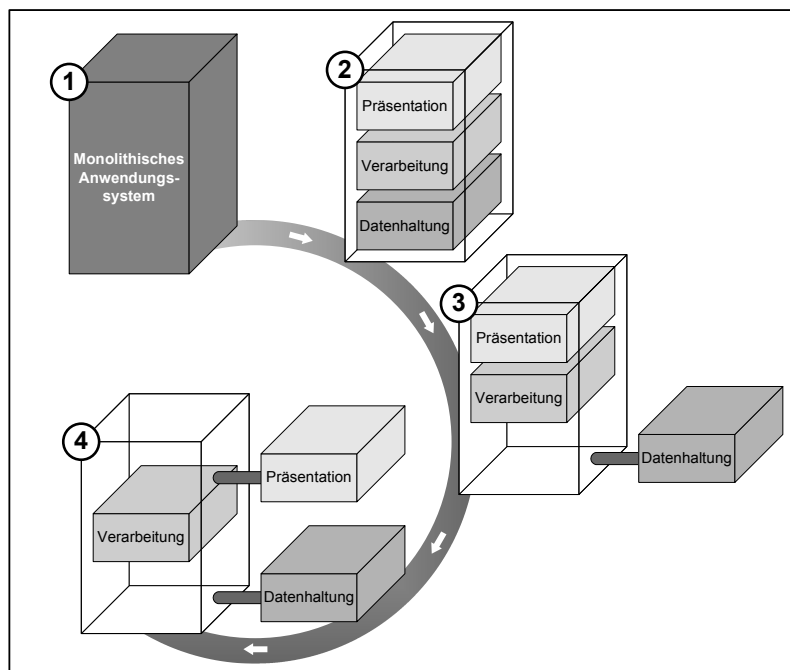 1
Monolithisches
Anwendungs-
system
2
Präsentation
Verarbeitung
Datenhaltung
3
Präsentation
Verarbeitung
Datenhaltung
4
Präsentation
Verarbeitung
Datenhaltung